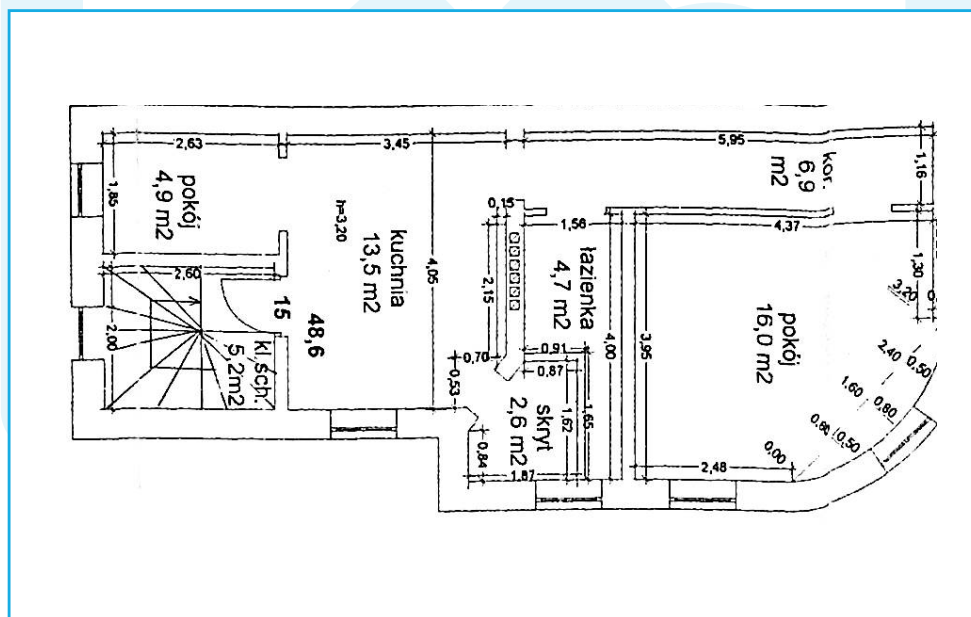 2,63
3,45
5,95
kor.
6,9
m2
1,16
1,85
pokój
4,9 m2
h=3,20
kuchnia
13,5 m2
4,05
0,15
1,56
4,37
2,15
łazienka
4,7 m2
1,30
2,60
2,00
15
48,6
4,00
3,95
pokój
16,0 m2
3,20
kl.sch.
5,2m2
0,70
0,91
0,87
0,53
skryt
2,6 m2
1,62
1,65
2,40
0,50
1,60
0,80
0,50
0,00
0,84
1,87
2,48